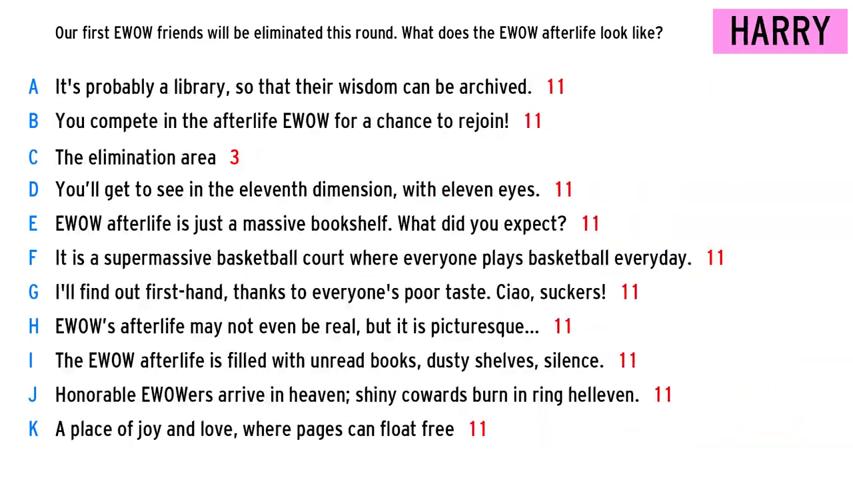 Our first EWOW friends will be eliminated this round. What does the EWOW afterlife look like?
HARRY
A It's probably a library, so that their wisdom can be archived. 11
B You compete in the afterlife EWOW for a chance to rejoin! 11
C The elimination area 3
D You’ll get to see in the eleventh dimension, with eleven eyes. 11
E EWOW afterlife is just a massive bookshelf. What did you expect? 11
F It is a supermassive basketball court where everyone plays basketball everyday. 11
G I'll find out first-hand, thanks to everyone's poor taste. Ciao, suckers! 11
H EWOW’s afterlife may not even be real, but it is picturesque... 11
I The EWOW afterlife is filled with unread books, dusty shelves, silence. 11
J Honorable EWOWers arrive in heaven; shiny cowards burn in ring helleven. 11
K A place of joy and love, where pages can float free 11